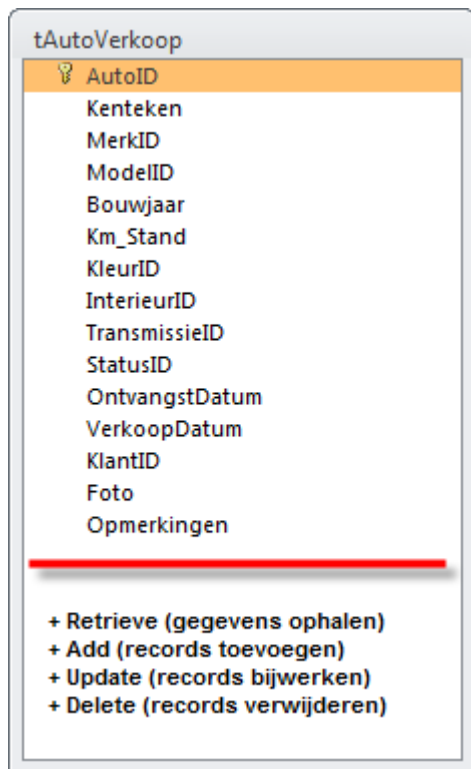 tAutoVerkoop
AutoID
Kenteken
MerkID
ModelID
Bouwjaar
Km_Stand
KleurID
InterieurID
TransmissieID
StatusID
OntvangstDatum
VerkoopDatum
KlantID
Foto
Opmerkingen
+ Retrieve (gegevens ophalen)
+ Add (records toevoegen)
+ Update (records bijwerken)
+ Delete (records verwijderen)